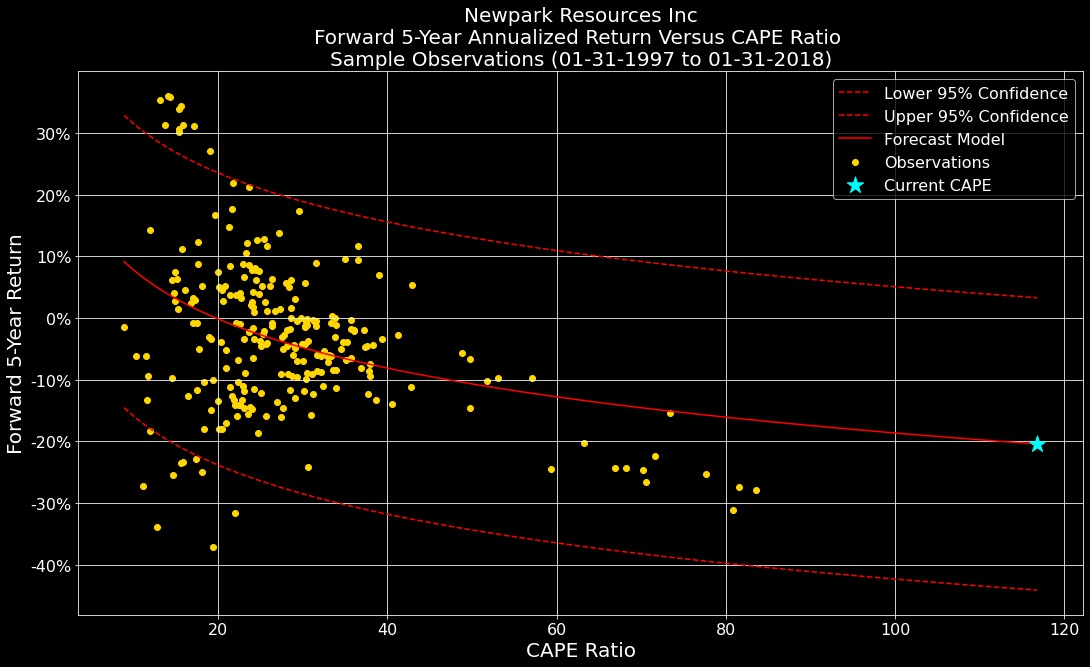 Newpark Resources Inc
Forward 5-Year Annualized Return Versus CAPE Ratio
Sample Observations (01-31-1997 to 01-31-2018)
Lower 95% Confidence
Upper 95% Confidence
Forecast Model
Observations
Current CAPE
Forward 5-Year Return
30%
20%
10%
0%
-10%
-20%
-30%
-40%
20
40
60
80
100
120
CAPE Ratio